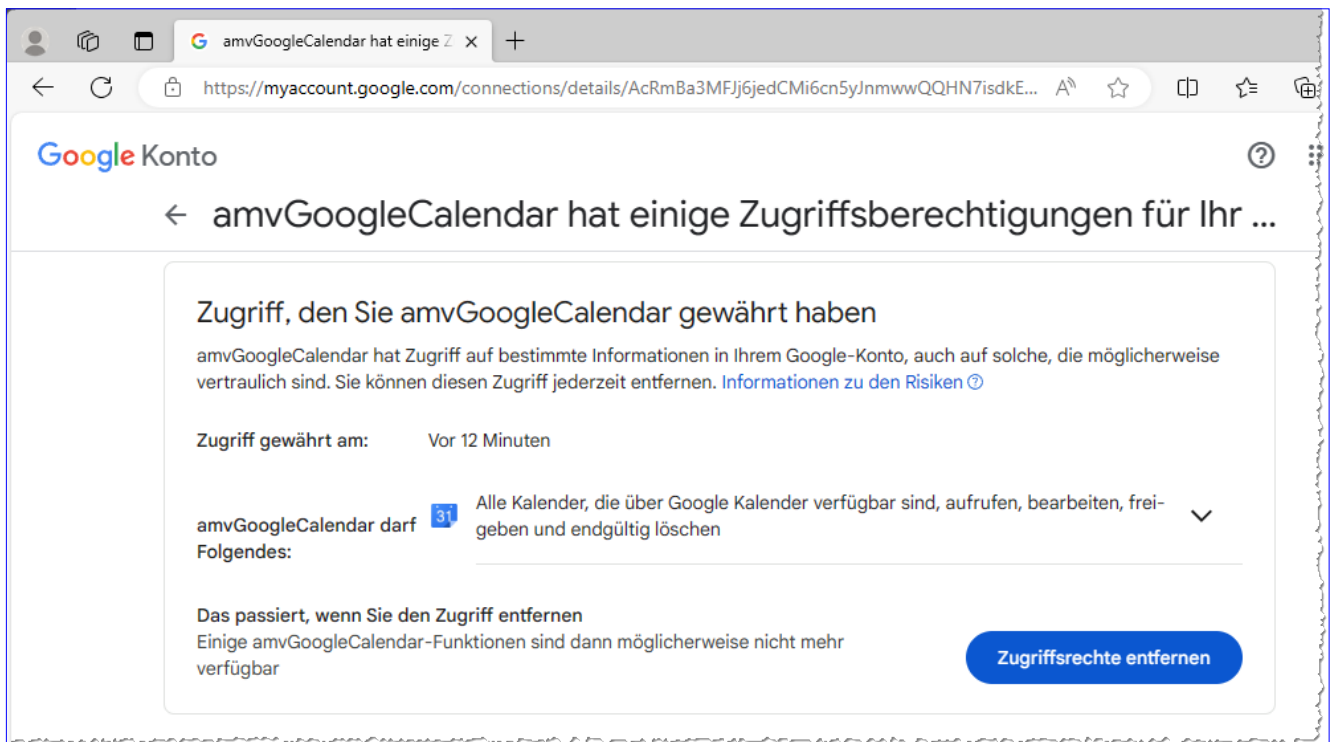 amvGoogleCalendar hat einige Z
https://myaccount.google.com/connections/details/AcRmBa3MFJj6jedCMi6cn5yJnmwwQQHN7isdkE...
Google Konto
amvGoogleCalendar hat einige Zugriffsberechtigungen für Ihr ...
Zugriff, den Sie amvGoogleCalendar gewährt haben
amvGoogleCalendar hat Zugriff auf bestimmte Informationen in Ihrem Google-Konto, auch auf solche, die möglicherweise
vertraulich sind. Sie können diesen Zugriff jederzeit entfernen. Informationen zu den Risiken
Zugriff gewährt am: Vor 12 Minuten
amvGoogleCalendar darf
Folgendes:
31
Alle Kalender, die über Google Kalender verfügbar sind, aufrufen, bearbeiten, frei-
geben und endgültig löschen
Das passiert, wenn Sie den Zugriff entfernen
Einige amvGoogleCalendar-Funktionen sind dann möglicherweise nicht mehr
verfügbar
Zugriffsrechte entfernen